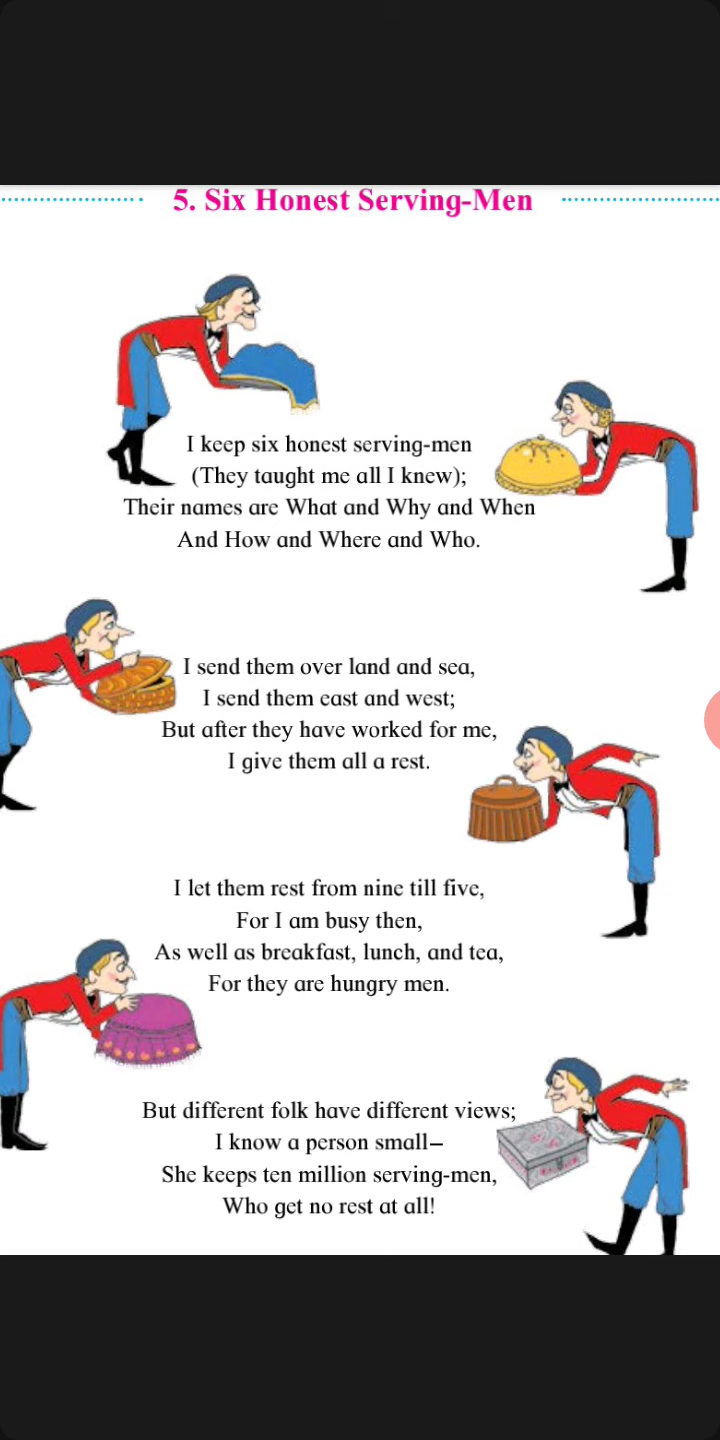 5. Six Honest Serving-Men
I keep six honest serving-men
(They taught me all I knew);
Their names are What and Why and When
And How and Where and Who.
I send them over land and sea,
I send them east and west;
But after they have worked for me,
I give them all a rest.
I let them rest from nine till five,
For I am busy then,
As well as breakfast, lunch, and tea,
For they are hungry men.
But different folk have different views;
I know a person small–
She keeps ten million serving-men,
Who get no rest at all!